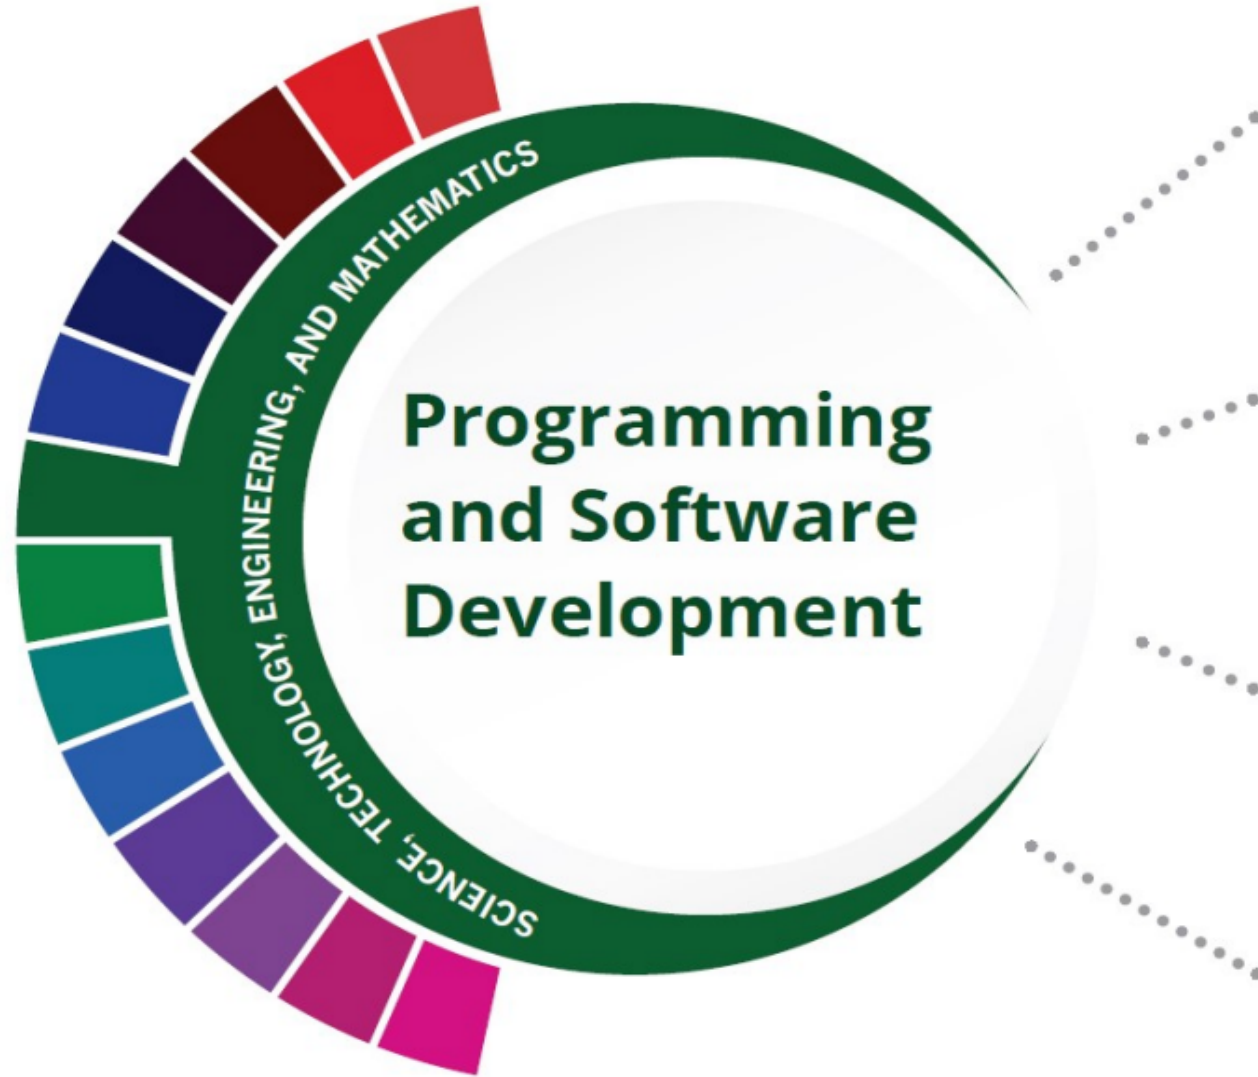 SCIENCE, TECHNOLOGY, ENGINEERING, AND MATHEMATICS
Programming
and Software
Development